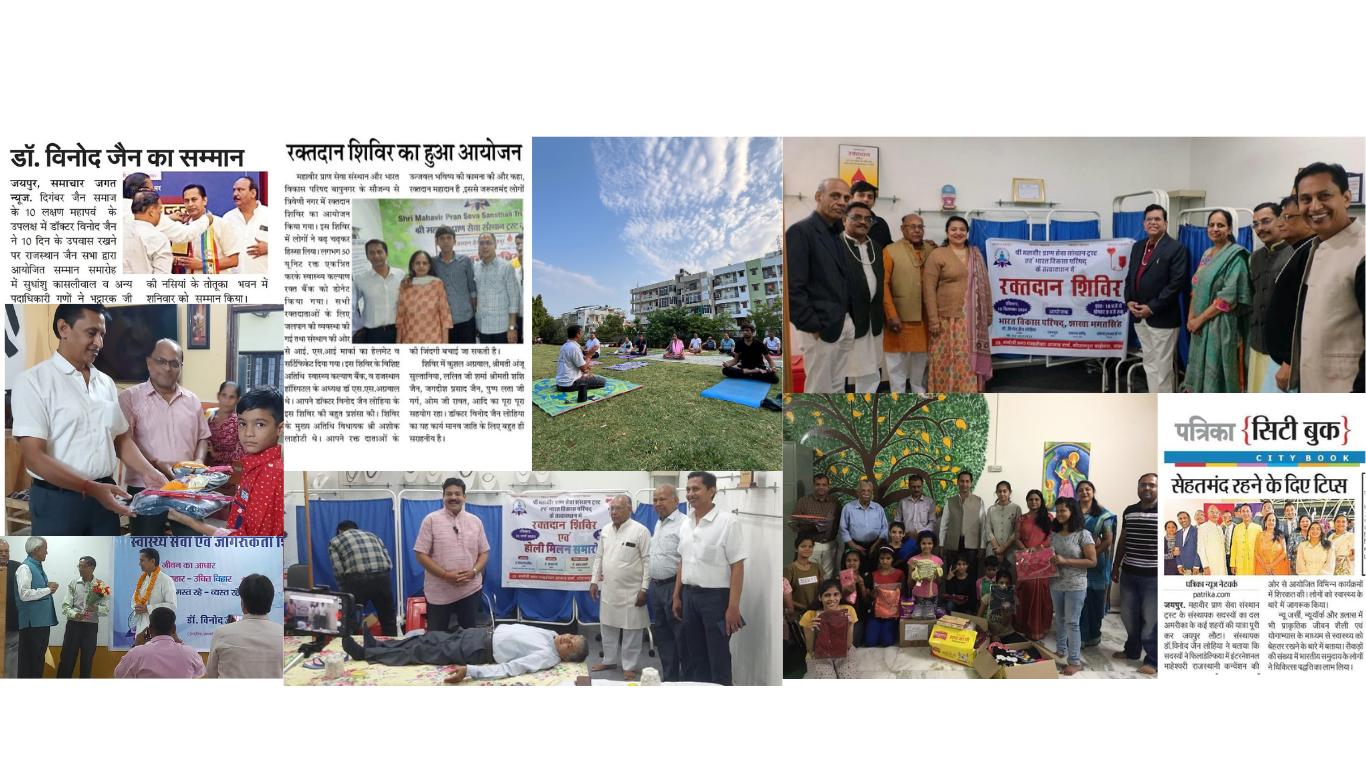 डॉ. विनोद जैन का सम्मान
जयपुर, समाचार जगत
न्यूज. दिगंबर जैन समाज
के 10 लक्षण महापर्व के
उपलक्ष में डॉक्टर विनोद जैन
ने 10 दिन के उपवास रखने
पर राजस्थान जैन सभा द्वारा
आयोजित सम्मान समारोह
में सुधांशु कासलीवाल व अन्य
पदाधिकारी गणों ने भट्टारक जी
की नसियां के तोतूका भवन में
शनिवार को सम्मान किया।
रक्तदान शिविर का हुआ आयोजन
महावीर प्राण सेवा संस्थान और भारत
विकास परिषद बापूनगर के सौजन्य से
त्रिवेणी नगर में रक्तदान
शिविर का आयोजन
किया गया। इस शिविर
में लोगों ने बढ़ चढ़कर
हिस्सा लिया। लगभग 50
यूनिट रक्त एकत्रित
करके स्वास्थ्य कल्याण
रक्त बैंक को डोनेट
किया गया। सभी
रक्तदाताओं के लिए
जलपान की व्यवस्था की
गई तथा संस्थान की ओर
से आई. एस.आई मार्का का हेलमेट व
सर्टिफिकेट दिया गया। इस शिविर के विशिष्ट
अतिथि स्वास्थ्य कल्याण बैंक, व राजस्थान
हॉस्पिटल के अध्यक्ष डॉ एस.एस.अग्रवाल
थे। आपने डॉक्टर विनोद जैन लोहिया के
इस शिविर की बहुत प्रशंसा की। शिविर
के मुख्य अतिथि विधायक श्री अशोक
लाहोटी थे। आपने रक्त दाताओं के
उज्जवल भविष्य की कामना की और कहा,
रक्तदान महादान है ,इससे जरूरतमंद लोगों
Shri Mahavir Pran Seva Sansthan Tr
की जिंदगी बचाई जा सकती है।
शिविर में कुशल अग्रवाल, श्रीमती अंजू
सुल्तानिया, ललित जी शर्मा श्रीमती शशि
जैन, जगदीश प्रसाद जैन, पुष्प लता जी
गर्ग, ओम जी रावत, आदि का पूरा पूरा
सहयोग रहा। डॉक्टर विनोद जैन लोहिया
का यह कार्य मानव जाति के लिए बहुत ही
सराहनीय है।
श्री महावीर प्राण सेवा संस्थान ट्रस्ट
एवं भारत विकास परिषद
के तत्वावधान में
रक्तदान शिविर
आयोजक
भारत विकास परिषद, शाखा भगतसिंह
स्वास्थ्य सेवा एवं जागरूकता
जीवन का आधार
हार - उचित विहार
मस्त रहे - व्यस्त रहे
डॉ. विनोद
श्री महावीर प्राण सेवा संस्थान ट्रस्ट
एवं भारत विकास परिषद
के तत्वावधान में
रक्तदान शिविर
एवं
होली मिलन समारो
पत्रिका {सिटी बुक}
CITY BOOK
सेहतमंद रहने के दिए टिप्स
पत्रिका न्यूज नेटवर्क
patrika.com
जयपुर. महावीर प्राण सेवा संस्थान
ट्रस्ट के संस्थापक सदस्यों का दल
अमरीका के कई शहरों की यात्रा पूरी
कर जयपुर लौटा। संस्थापक
डॉ.विनोद जैन लोहिया ने बताया कि
सदस्यों ने फिलाडेल्फिया में इंटरनेशनल
माहेश्वरी राजस्थानी कन्वेंशन की
ओर से आयोजित विभिन्न कार्यक्रमों
में शिरकत की। लोगों को स्वास्थ्य के
बारे में जागरूक किया।
न्यू जर्सी, न्यूयॉर्क और डलास में
भी प्राकृतिक जीवन शैली एवं
योगाभ्यास के माध्यम से स्वास्थ्य को
बेहतर रखने के बारे में बताया। सैकड़ों
की संख्या में भारतीय समुदाय के लोगों
ने चिकित्सा पद्धति का लाभ लिया।